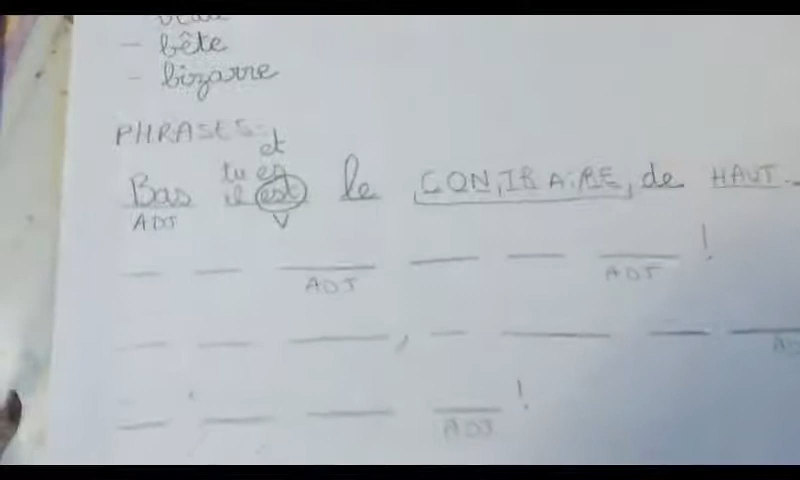 - bête
- bizarre
PHRASES:
et
tu es
Bas il est le CONTRAIRE de HAUT.
ADJ V
!
ADJ ADJ
,
!
ADJ